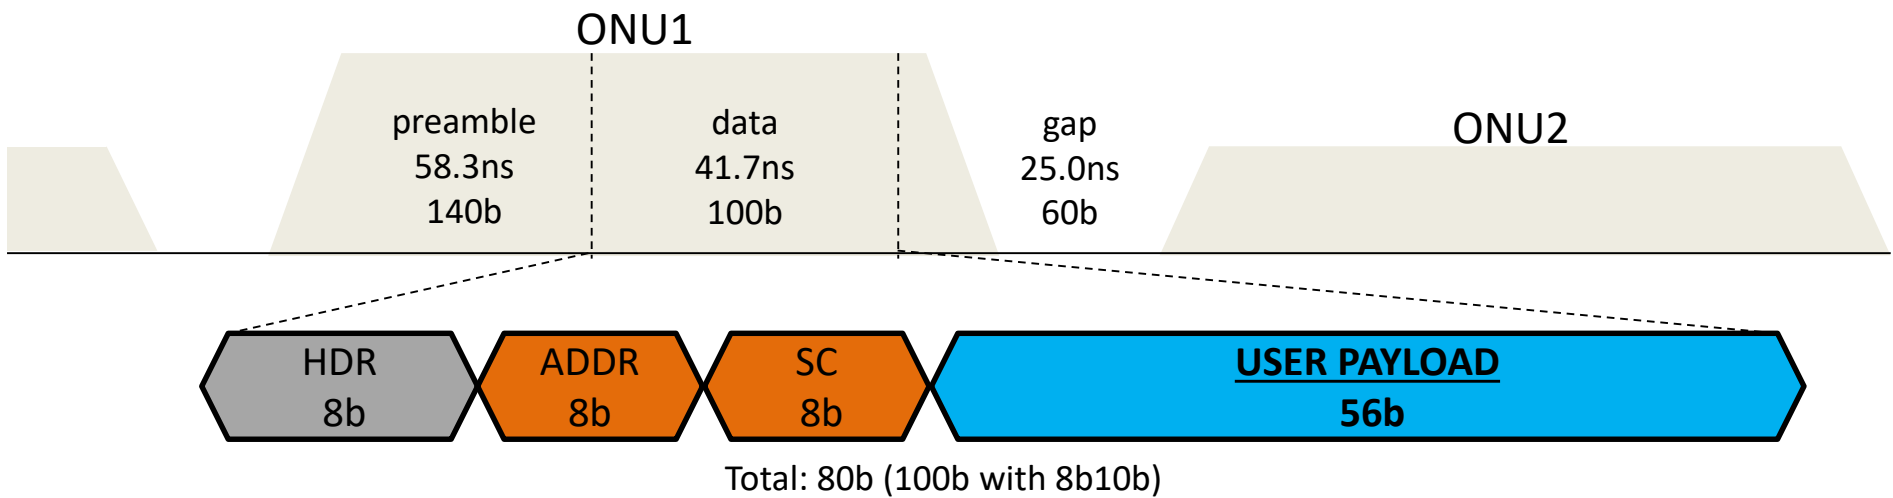 ONU1
preamble
58.3ns
140b
data
41.7ns
100b
gap
25.0ns
60b
ONU2
HDR
8b
ADDR
8b
SC
8b
USER PAYLOAD
56b
Total: 80b (100b with 8b10b)